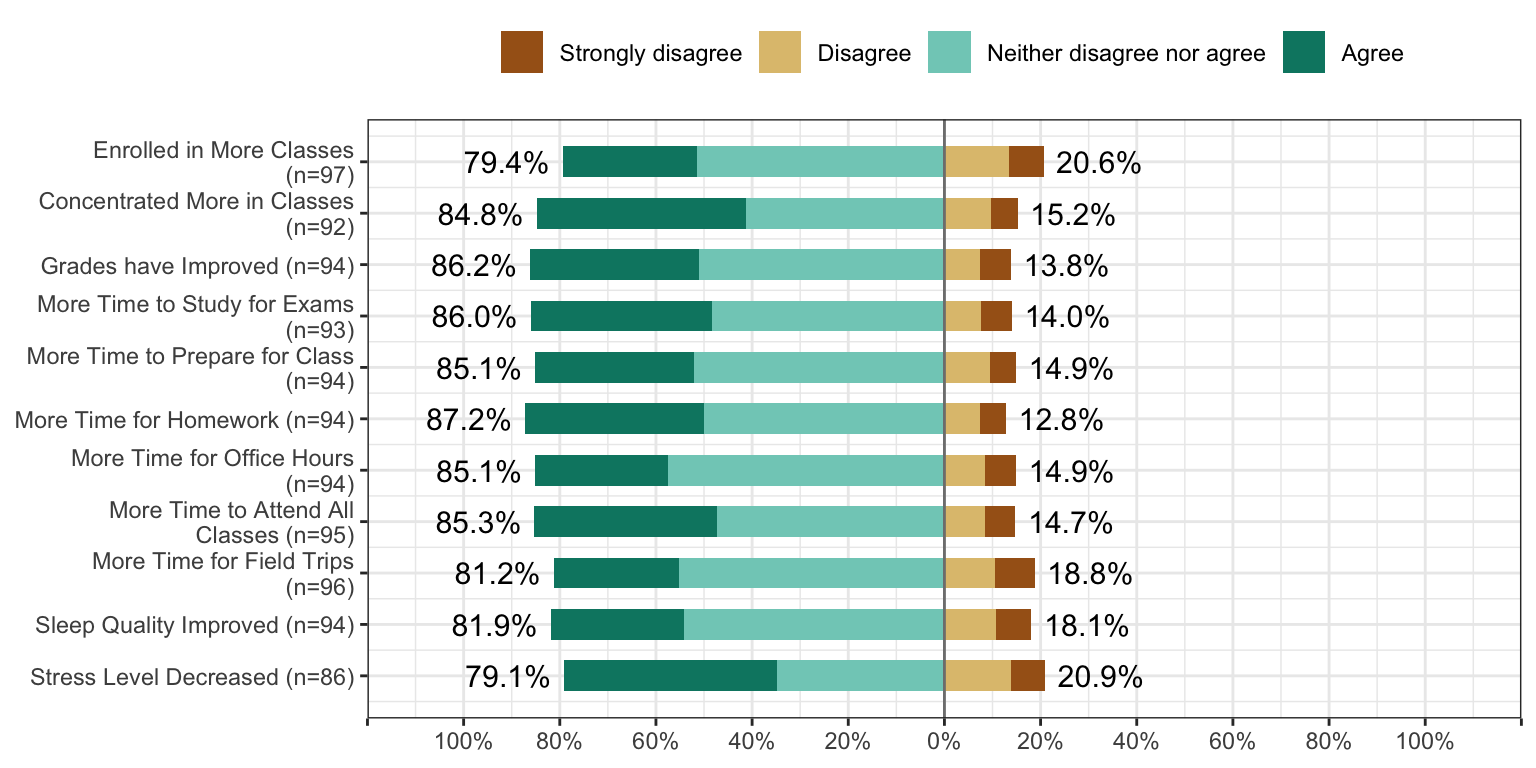 Strongly disagree Disagree Neither disagree nor agree Agree
Enrolled in More Classes
(n=97)
79.4% 20.6%
Concentrated More in Classes
(n=92)
84.8% 15.2%
Grades have Improved (n=94)
86.2% 13.8%
More Time to Study for Exams
(n=93)
86.0% 14.0%
More Time to Prepare for Class
(n=94)
85.1% 14.9%
More Time for Homework (n=94)
87.2% 12.8%
More Time for Office Hours
(n=94)
85.1% 14.9%
More Time to Attend All
Classes (n=95)
85.3% 14.7%
More Time for Field Trips
(n=96)
81.2% 18.8%
Sleep Quality Improved (n=94)
81.9% 18.1%
Stress Level Decreased (n=86)
79.1% 20.9%
100% 80% 60% 40% 20% 0% 20% 40% 60% 80% 100%